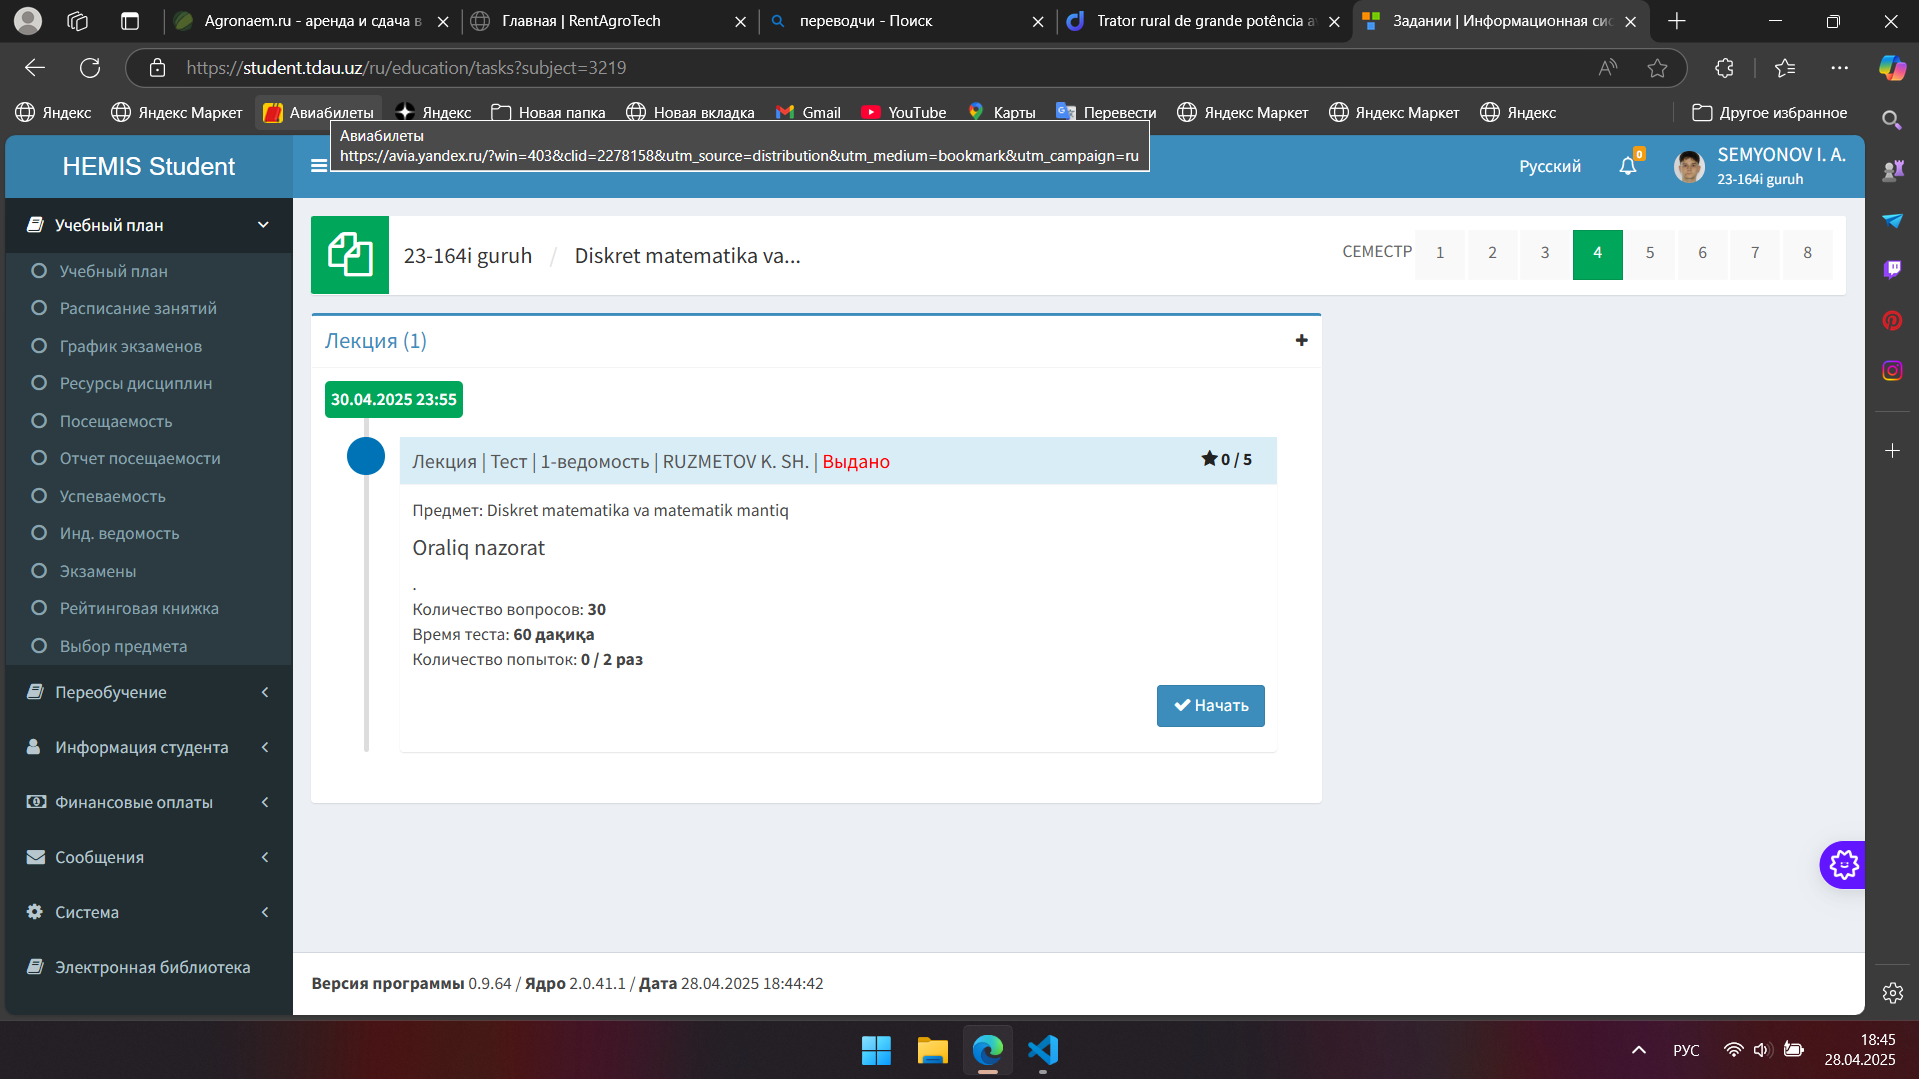 Agronaem.ru - аренда и сдача в
Главная | RentAgroTech
переводчи - Поиск
Trator rural de grande potência a
Задании | Информационная сис
https://student.tdau.uz/ru/education/tasks?subject=3219
Яндекс
Яндекс Маркет
Авиабилеты
Яндекс
Новая папка
Новая вкладка
Gmail
YouTube
Карты
Перевести
Яндекс Маркет
Яндекс Маркет
Яндекс
Другое избранное
Авиабилеты
https://avia.yandex.ru/?win=403&clid=2278158&utm_source=distribution&utm_medium=bookmark&utm_campaign=ru
HEMIS Student
Русский
0
SEMYONOV I. A.
23-164i guruh
Учебный план
Учебный план
Расписание занятий
График экзаменов
Ресурсы дисциплин
Посещаемость
Отчет посещаемости
Успеваемость
Инд. ведомость
Экзамены
Рейтинговая книжка
Выбор предмета
Переобучение
Информация студента
Финансовые оплаты
Сообщения
Система
Электронная библиотека
23-164i guruh / Diskret matematika va...
СЕМЕСТР 1 2 3 4 5 6 7 8
Лекция (1)
30.04.2025 23:55
Лекция | Тест | 1-ведомость | RUZMETOV K. SH. | Выдано
0 / 5
Предмет: Diskret matematika va matematik mantiq
Oraliq nazorat
.
Количество вопросов: 30
Время теста: 60 дақиқа
Количество попыток: 0 / 2 раз
Начать
Версия программы 0.9.64 / Ядро 2.0.41.1 / Дата 28.04.2025 18:44:42
РУС
18:45
28.04.2025